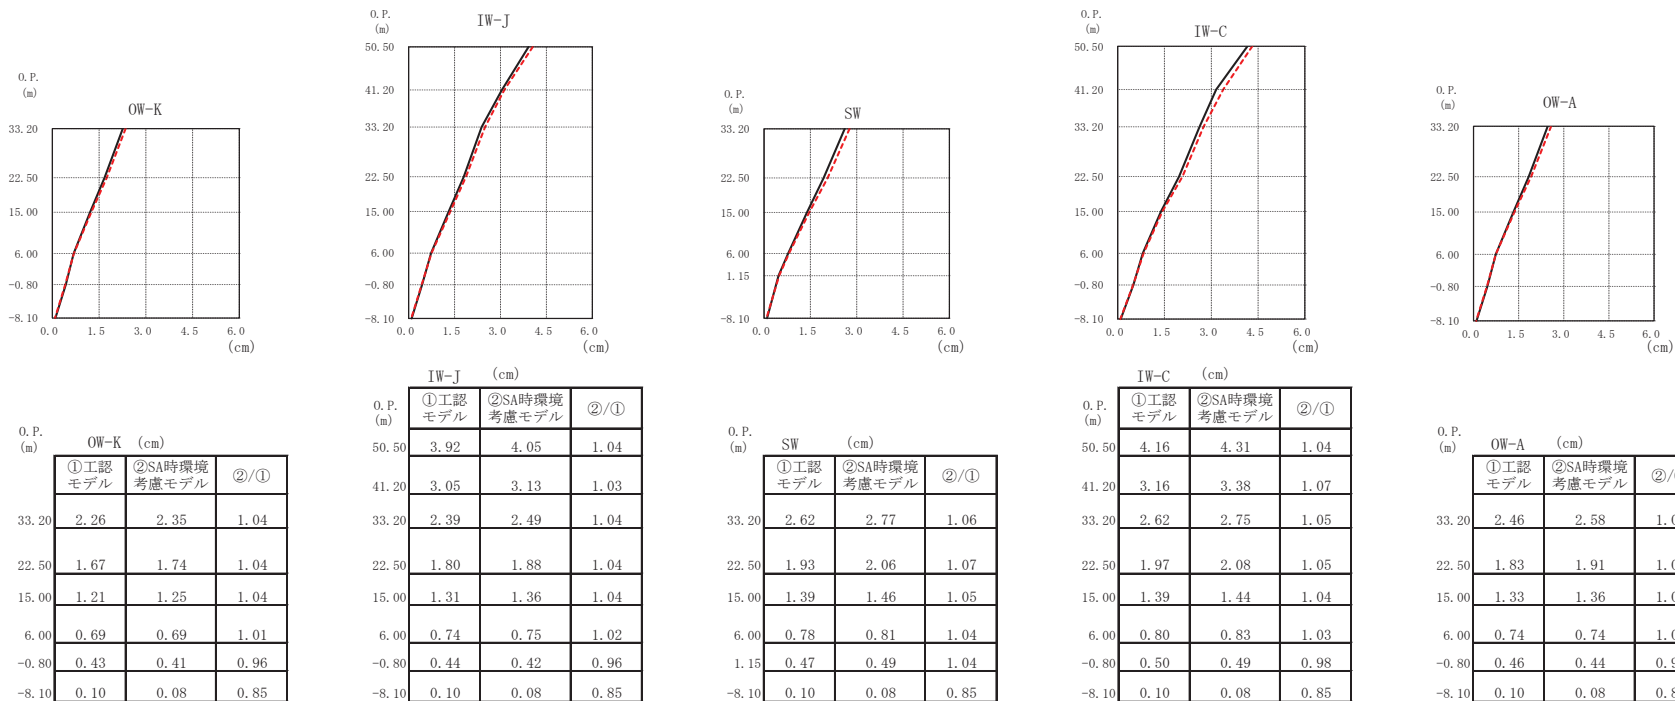 O.P.
(m)
OW-K
33.20
22.50
15.00
6.00
-0.80
-8.10
0.0 1.5 3.0 4.5 6.0
(cm)
O.P.
(m)
IW-J
50.50
41.20
33.20
22.50
15.00
6.00
-0.80
-8.10
0.0 1.5 3.0 4.5 6.0
(cm)
O.P.
(m)
SW
33.20
22.50
15.00
6.00
1.15
-8.10
0.0 1.5 3.0 4.5 6.0
(cm)
O.P.
(m)
IW-C
50.50
41.20
33.20
22.50
15.00
6.00
-0.80
-8.10
0.0 1.5 3.0 4.5 6.0
(cm)
O.P.
(m)
OW-A
33.20
22.50
15.00
6.00
-0.80
-8.10
0.0 1.5 3.0 4.5 6.0
(cm)
O.P.
(m)
OW-K (cm)
①工認 ②SA時環境 ②/①
モデル 考慮モデル
33.20 2.26 2.35 1.04
22.50 1.67 1.74 1.04
15.00 1.21 1.25 1.04
6.00 0.69 0.69 1.01
-0.80 0.43 0.41 0.96
-8.10 0.10 0.08 0.85
IW-J (cm)
O.P.
(m)
①工認 ②SA時環境 ②/①
モデル 考慮モデル
50.50 3.92 4.05 1.04
41.20 3.05 3.13 1.03
33.20 2.39 2.49 1.04
22.50 1.80 1.88 1.04
15.00 1.31 1.36 1.04
6.00 0.74 0.75 1.02
-0.80 0.44 0.42 0.96
-8.10 0.10 0.08 0.85
O.P.
(m)
SW (cm)
①工認 ②SA時環境 ②/①
モデル 考慮モデル
33.20 2.62 2.77 1.06
22.50 1.93 2.06 1.07
15.00 1.39 1.46 1.05
6.00 0.78 0.81 1.04
1.15 0.47 0.49 1.04
-8.10 0.10 0.08 0.85
IW-C (cm)
O.P.
(m)
①工認 ②SA時環境 ②/①
モデル 考慮モデル
50.50 4.16 4.31 1.04
41.20 3.16 3.38 1.07
33.20 2.62 2.75 1.05
22.50 1.97 2.08 1.05
15.00 1.39 1.44 1.04
6.00 0.80 0.83 1.03
-0.80 0.50 0.49 0.98
-8.10 0.10 0.08 0.85
O.P.
(m)
OW-A (cm)
①工認 ②SA時環境
モデル 考慮モデル
33.20 2.46 2.58
22.50 1.83 1.91
15.00 1.33 1.36
6.00 0.74 0.74
-0.80 0.46 0.44
-8.10 0.10 0.08